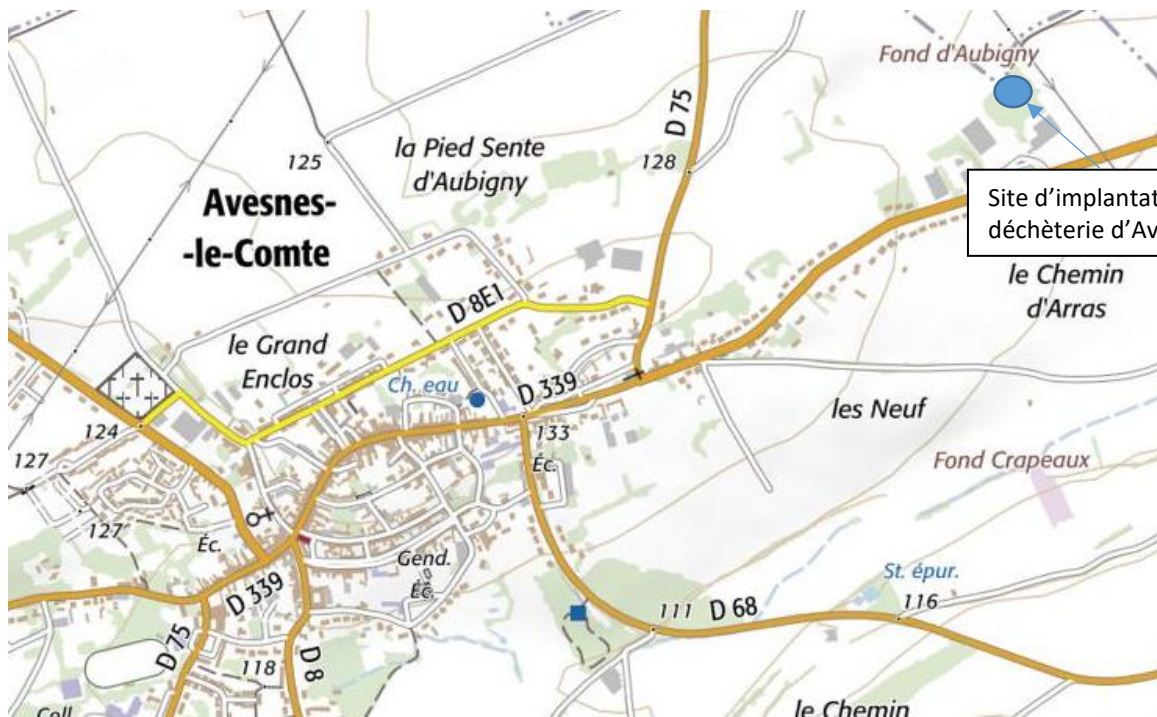 Fond d'Aubigny
D 75
la Pied Sente
d'Aubigny
125
128
Site d'implantat
déchèterie d'Av
Avesnes-
-le-Comte
le Chemin
d'Arras
D 8E1
le Grand
Enclos
Ch. eau
D 339
les Neuf
124
133
127
Éc.
Fond Crapeaux
127
Éc.
Gend.
Éc.
St. épur.
D 339
116
111
D 68
D 75
D 8
118
Coll.
le Chemin